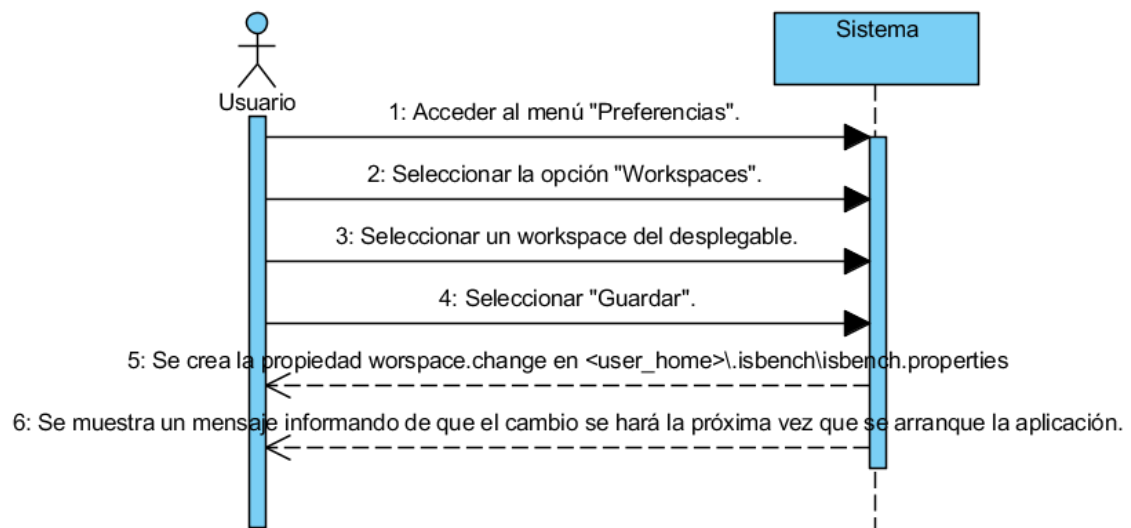 Sistema
Usuario
1: Acceder al menú "Preferencias".
2: Seleccionar la opción "Workspaces".
3: Seleccionar un workspace del desplegable.
4: Seleccionar "Guardar".
5: Se crea la propiedad worspace.change en <user_home>\.isbench\isbench.properties
6: Se muestra un mensaje informando de que el cambio se hará la próxima vez que se arranque la aplicación.